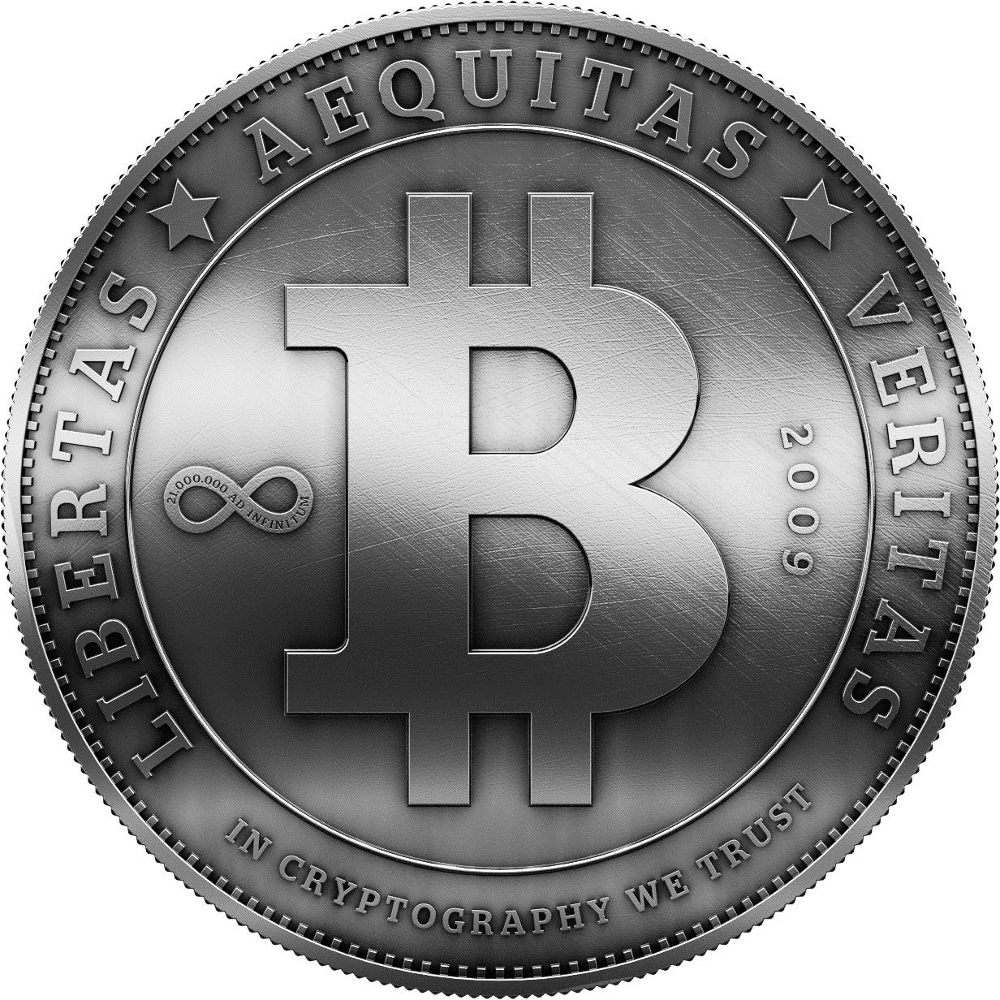 LIBERTAS ★ AEQUITAS ★ VERITAS
₿
21.000.000 AD INFINITUM
2009
IN CRYPTOGRAPHY WE TRUST